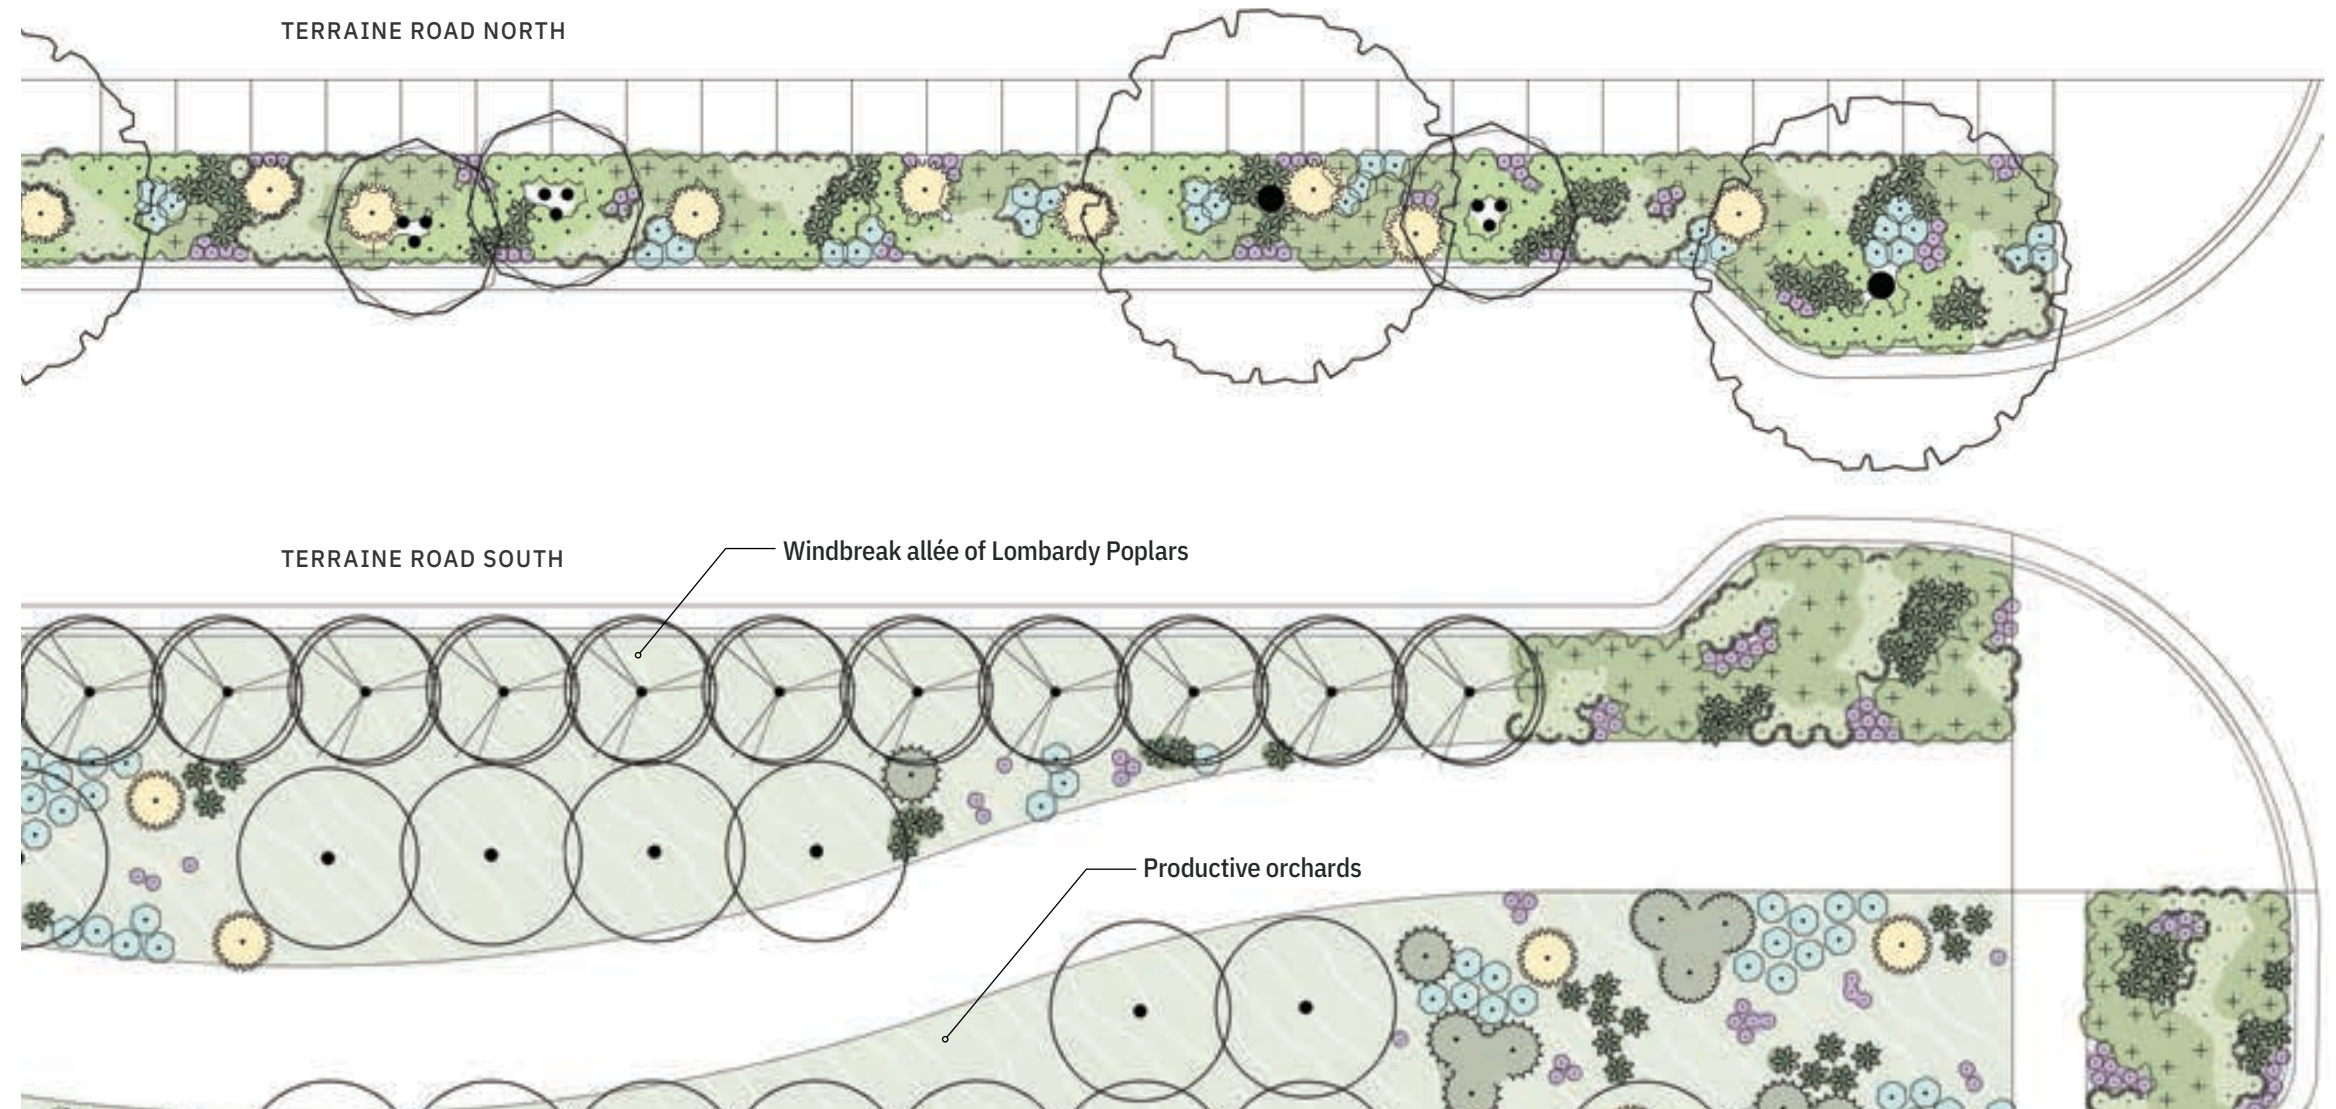 TERRAINE ROAD NORTH
TERRAINE ROAD SOUTH
Windbreak allée of Lombardy Poplars
Productive orchards